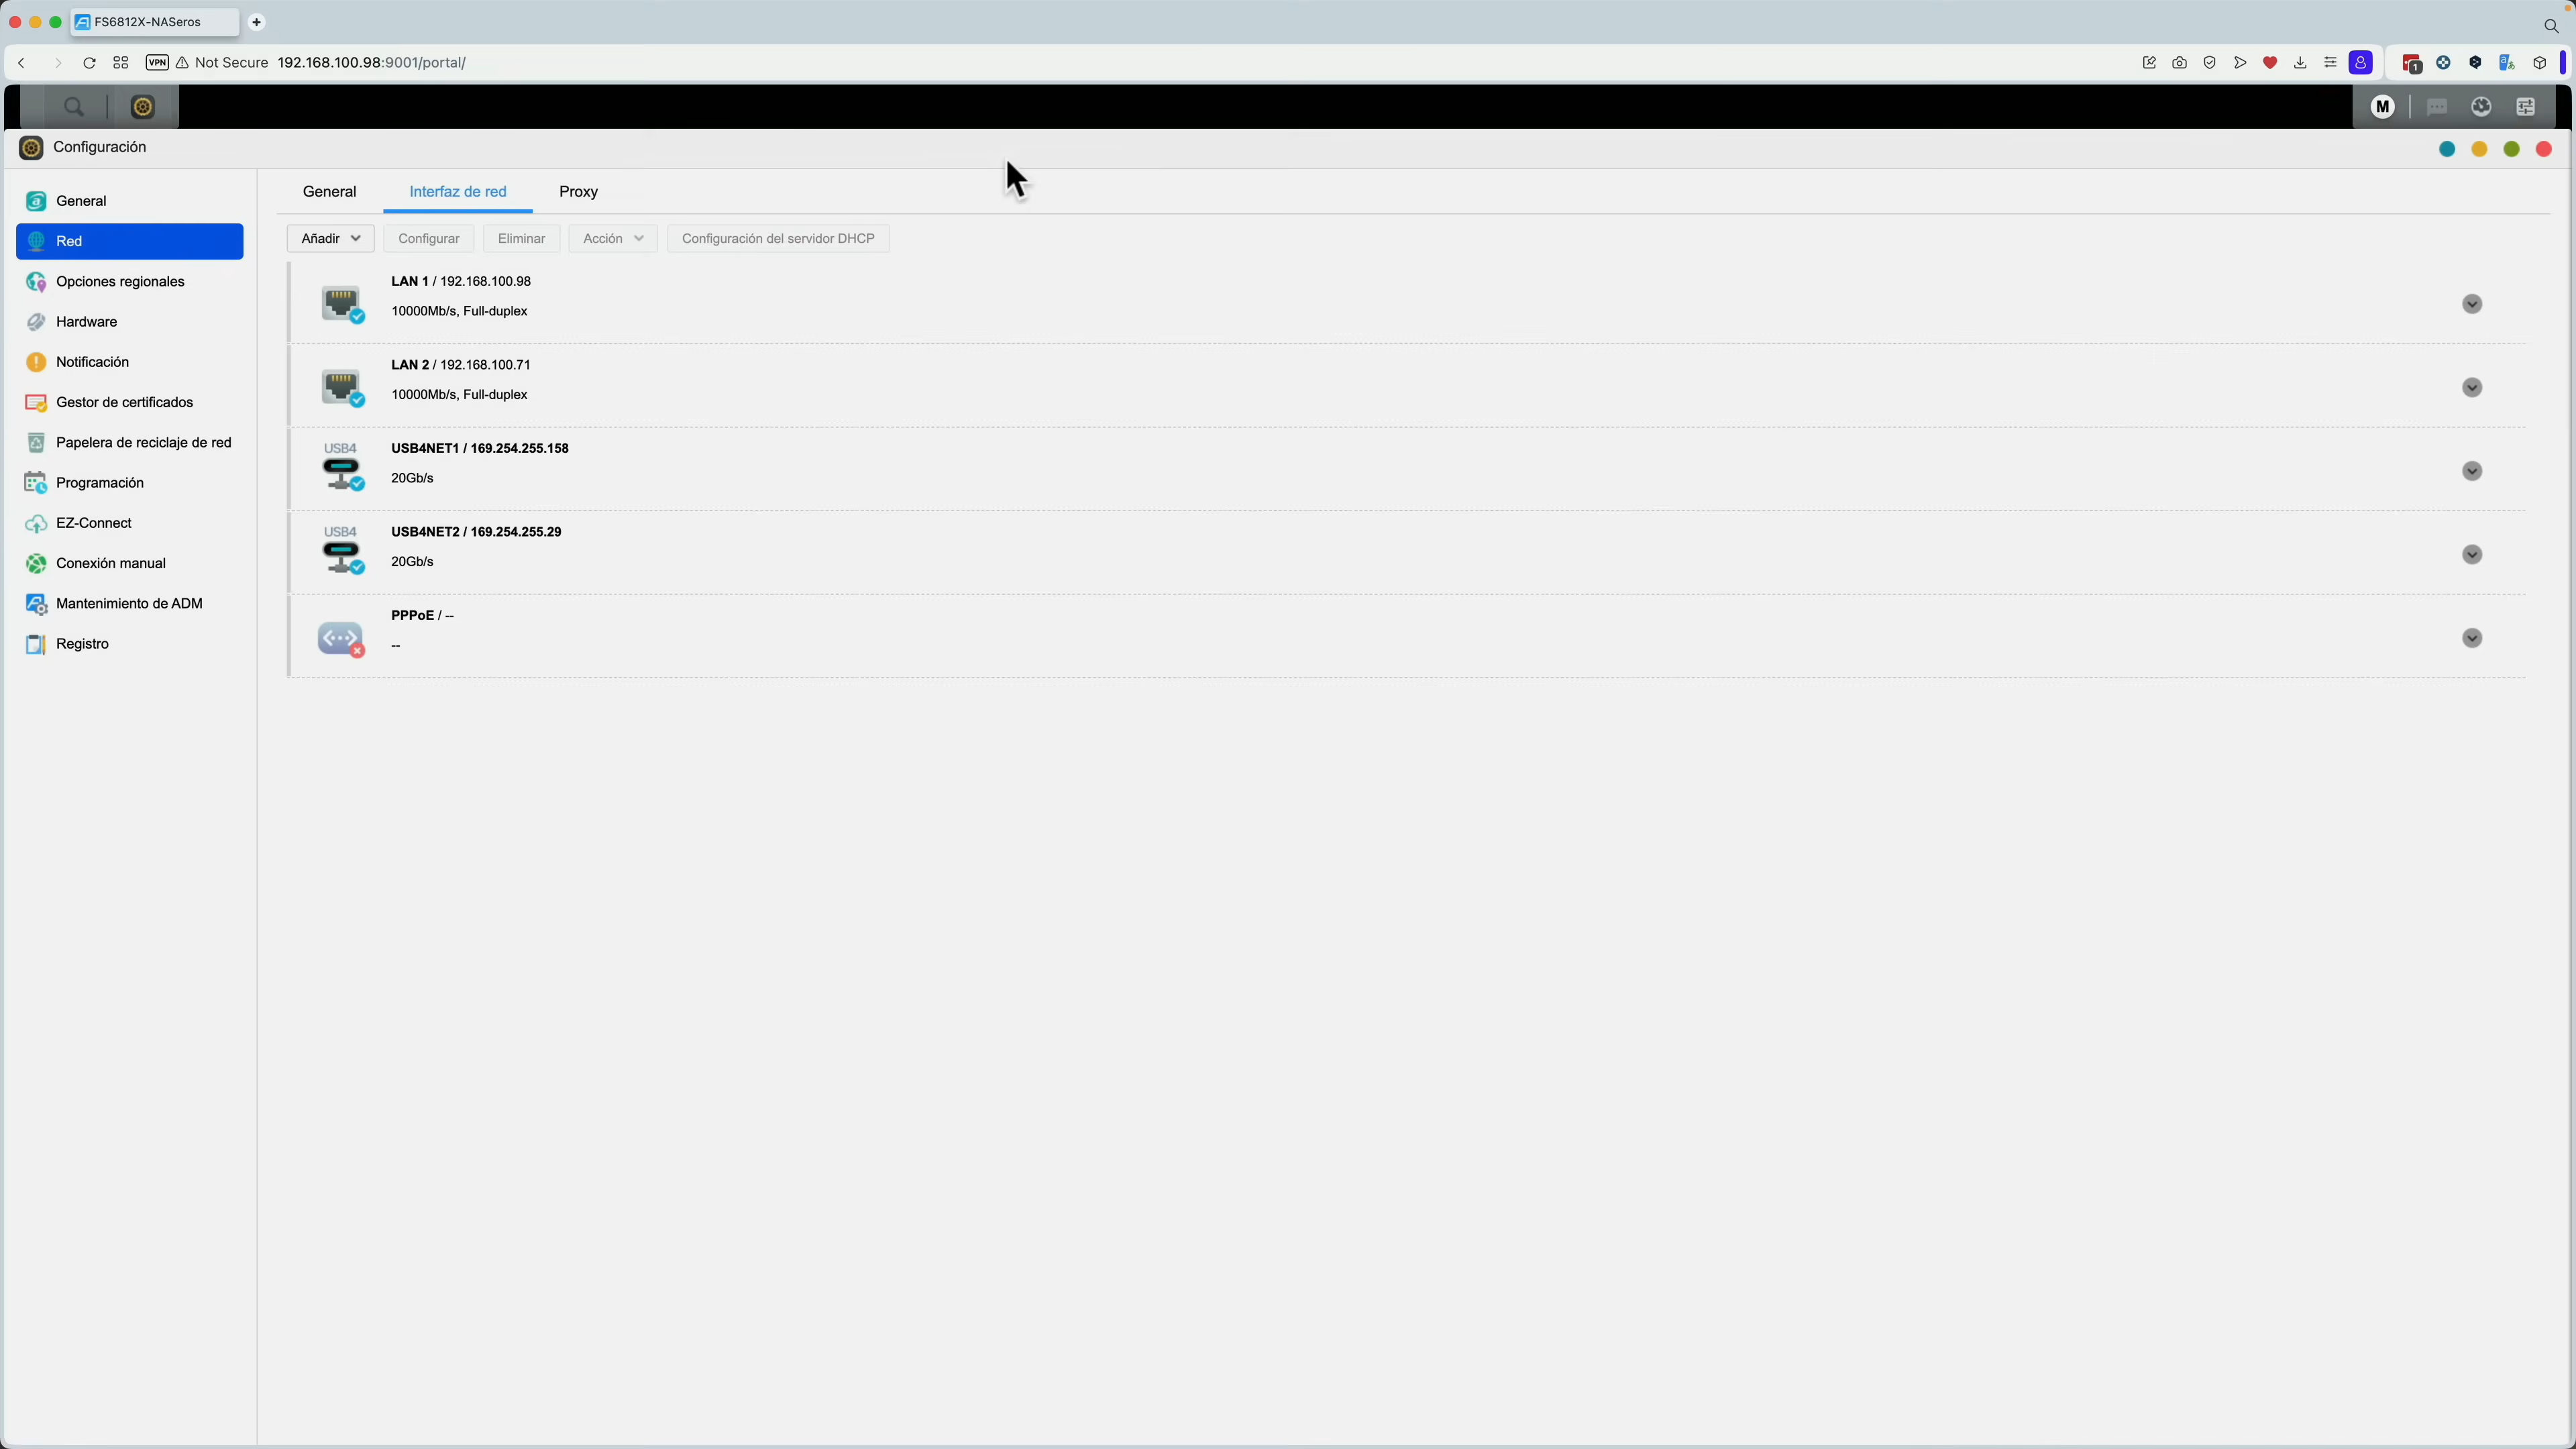 FS6812X-NASeros
VPN Not Secure 192.168.100.98:9001/portal/
1
M
Configuración
General
Red
Opciones regionales
Hardware
Notificación
Gestor de certificados
Papelera de reciclaje de red
Programación
EZ-Connect
Conexión manual
Mantenimiento de ADM
Registro
General Interfaz de red Proxy
Añadir Configurar Eliminar Acción Configuración del servidor DHCP
LAN 1 / 192.168.100.98
10000Mb/s, Full-duplex
LAN 2 / 192.168.100.71
10000Mb/s, Full-duplex
USB4
USB4NET1 / 169.254.255.158
20Gb/s
USB4
USB4NET2 / 169.254.255.29
20Gb/s
PPPoE / --
--